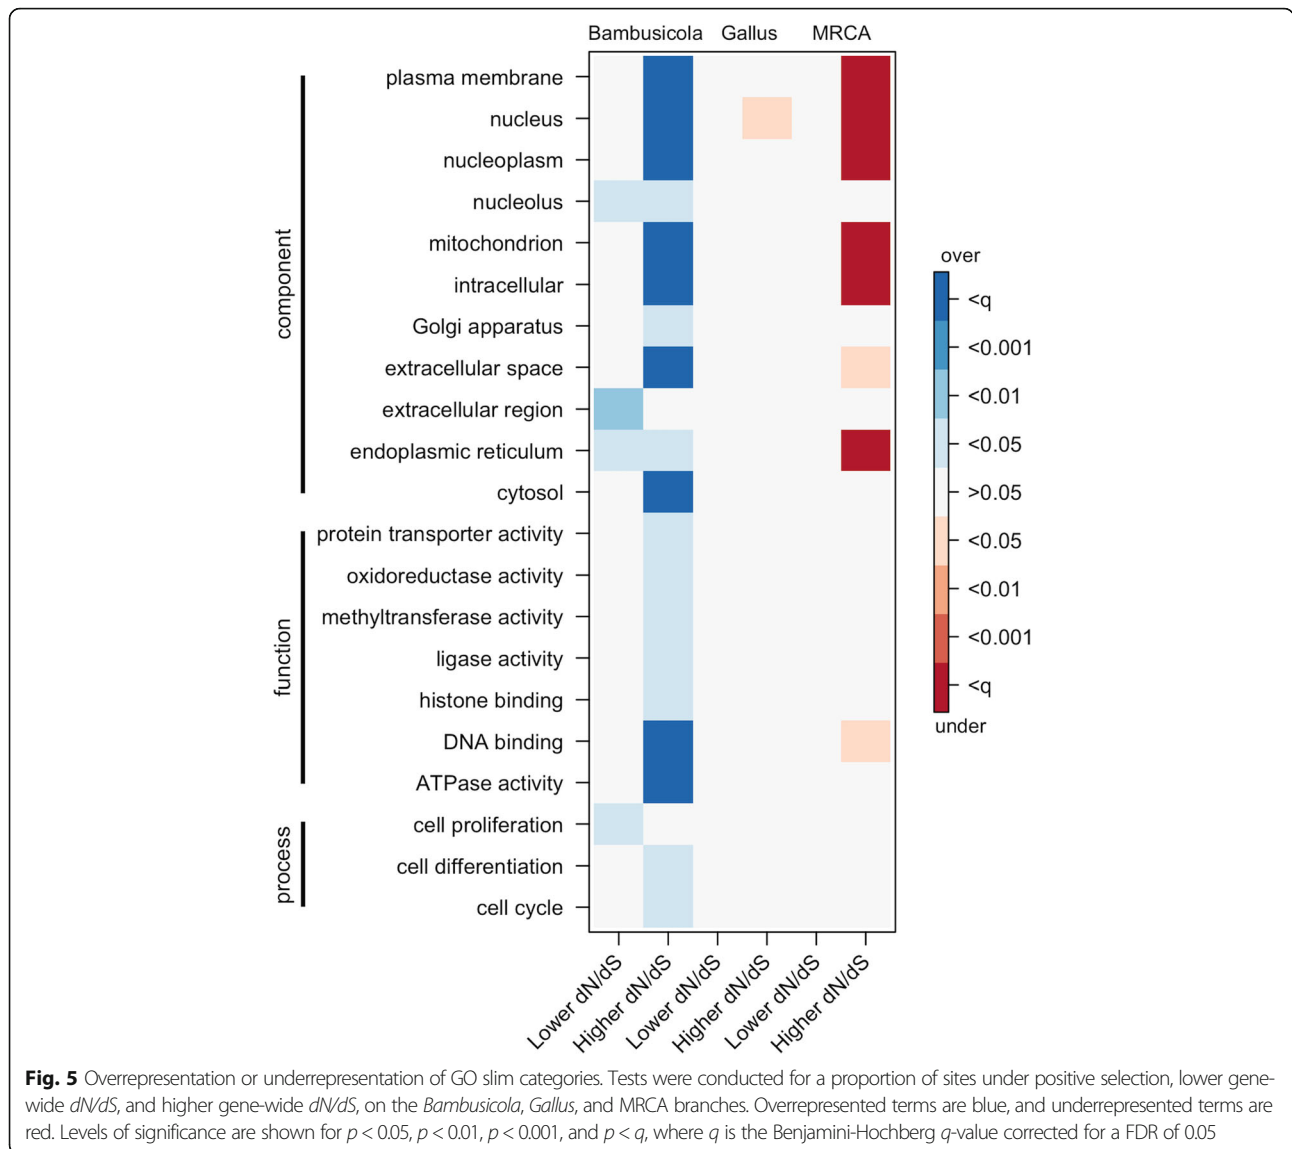 Bambusicola Gallus MRCA
plasma membrane
nucleus
nucleoplasm
nucleolus
mitochondrion
intracellular
Golgi apparatus
extracellular space
extracellular region
endoplasmic reticulum
cytosol
protein transporter activity
oxidoreductase activity
methyltransferase activity
ligase activity
histone binding
DNA binding
ATPase activity
cell proliferation
cell differentiation
cell cycle
component
function
process
over
<q
<0.001
<0.01
<0.05
>0.05
<0.05
<0.01
<0.001
<q
under
Lower dN/dS
Higher dN/dS
Lower dN/dS
Higher dN/dS
Lower dN/dS
Higher dN/dS
Fig. 5 Overrepresentation or underrepresentation of GO slim categories. Tests were conducted for a proportion of sites under positive selection, lower gene-
wide dN/dS, and higher gene-wide dN/dS, on the Bambusicola, Gallus, and MRCA branches. Overrepresented terms are blue, and underrepresented terms are
red. Levels of significance are shown for p < 0.05, p < 0.01, p < 0.001, and p < q, where q is the Benjamini-Hochberg q-value corrected for a FDR of 0.05